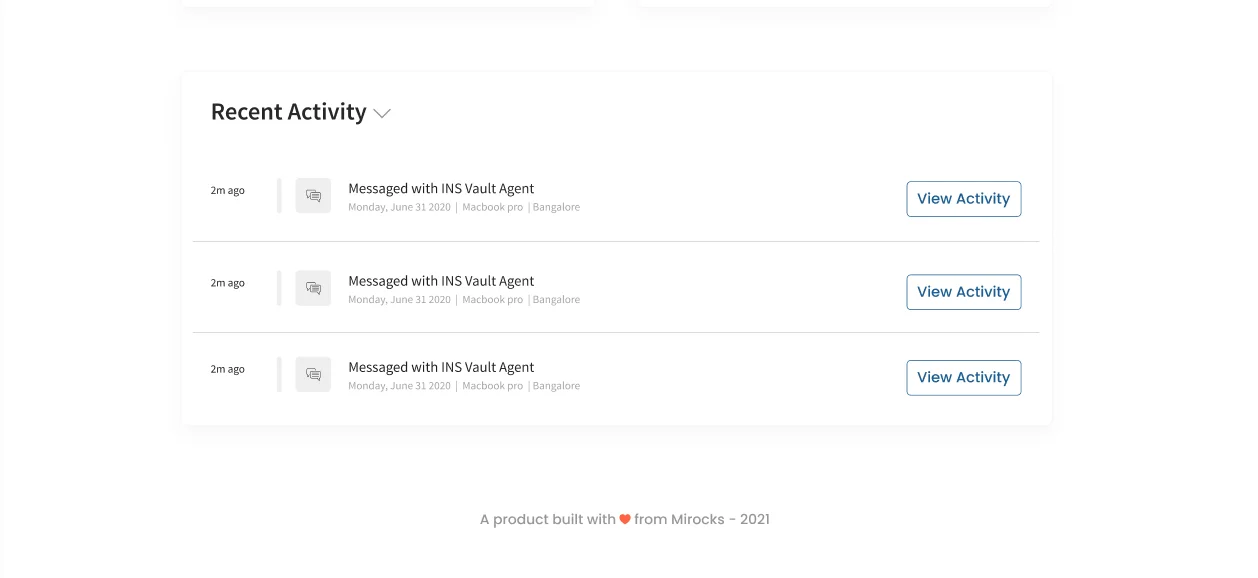 Recent Activity
2m ago
Messaged with INS Vault Agent
Monday, June 31 2020 | Macbook pro | Bangalore
View Activity
2m ago
Messaged with INS Vault Agent
Monday, June 31 2020 | Macbook pro | Bangalore
View Activity
2m ago
Messaged with INS Vault Agent
Monday, June 31 2020 | Macbook pro | Bangalore
View Activity
A product built with ❤ from Mirocks - 2021